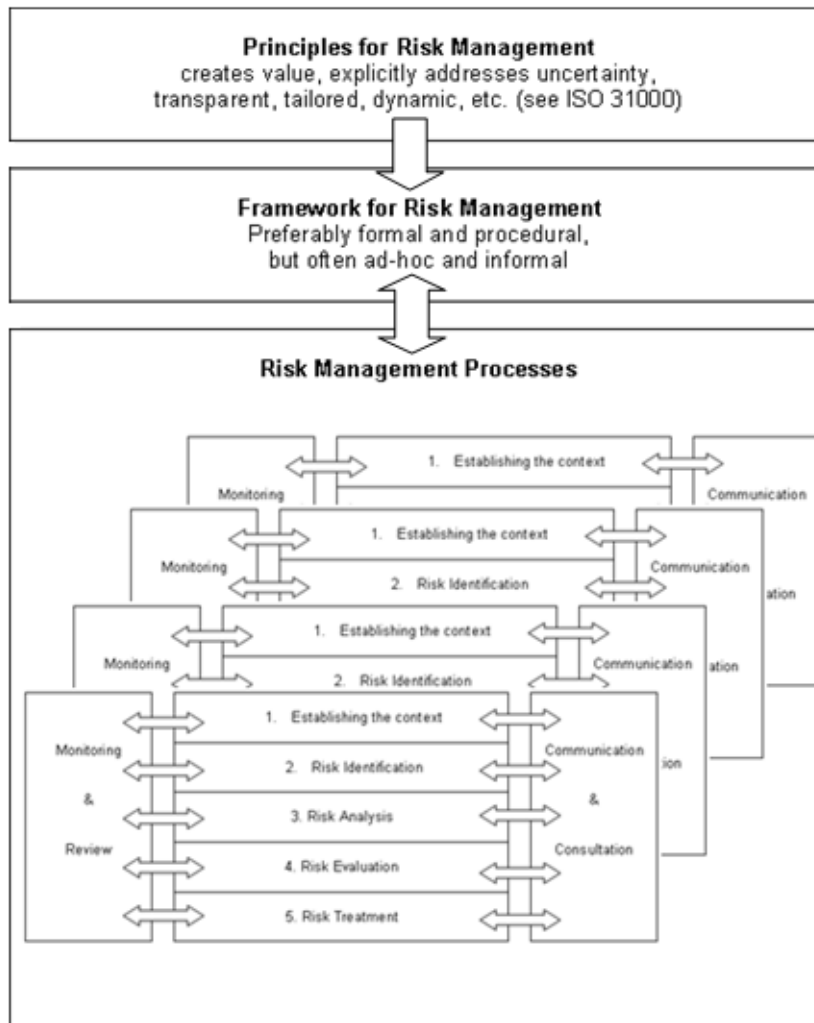 Principles for Risk Management
creates value, explicitly addresses uncertainty,
transparent, tailored, dynamic, etc. (see ISO 31000)
Framework for Risk Management
Preferably formal and procedural,
but often ad-hoc and informal
Risk Management Processes
1. Establishing the context
Monitoring
Communication
1. Establishing the context
Monitoring
2. Risk Identification
Communication
ation
1. Establishing the context
Monitoring
2. Risk Identification
Communication
ation
1. Establishing the context
Monitoring
&
Review
2. Risk Identification
3. Risk Analysis
4. Risk Evaluation
5. Risk Treatment
Communication
&
Consultation
tion